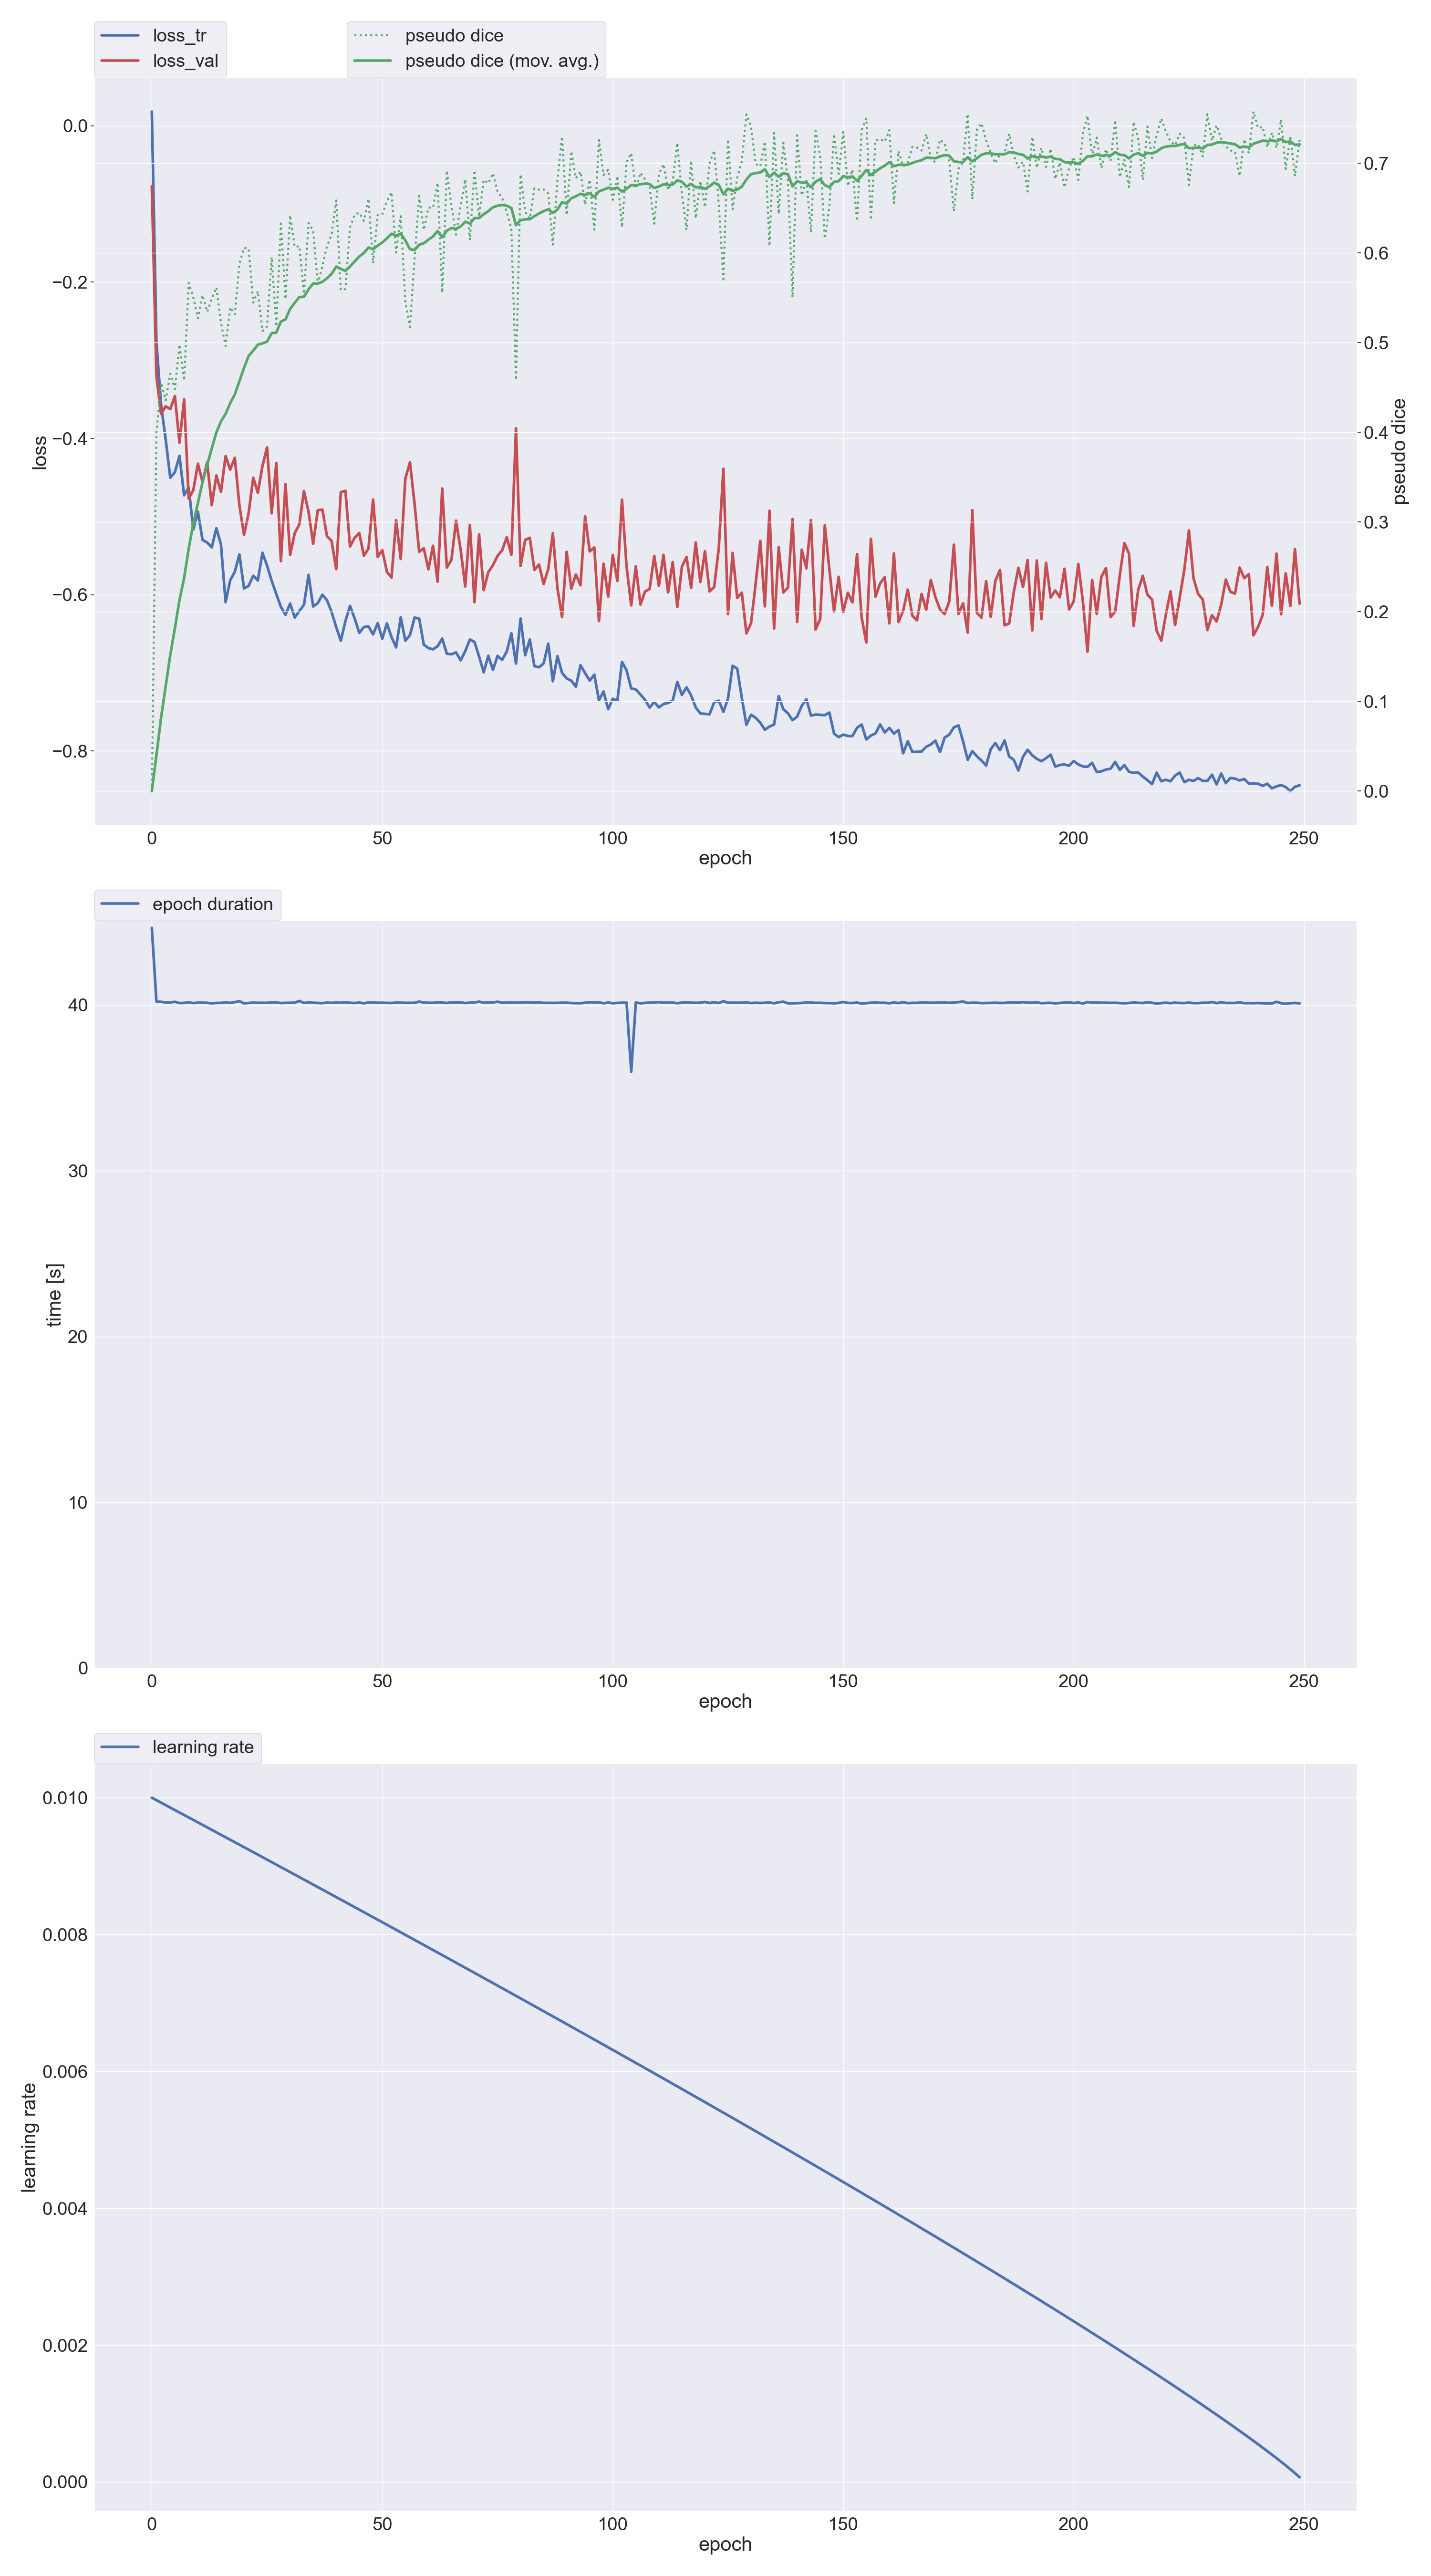 loss_tr
loss_val
pseudo dice
pseudo dice (mov. avg.)
0.0
−0.2
−0.4
−0.6
−0.8
loss
0.7
0.6
0.5
0.4
0.3
0.2
0.1
0.0
pseudo dice
0 50 100 150 200 250
epoch
epoch duration
40
30
20
10
0
time [s]
0 50 100 150 200 250
epoch
learning rate
0.010
0.008
0.006
0.004
0.002
0.000
learning rate
0 50 100 150 200 250
epoch